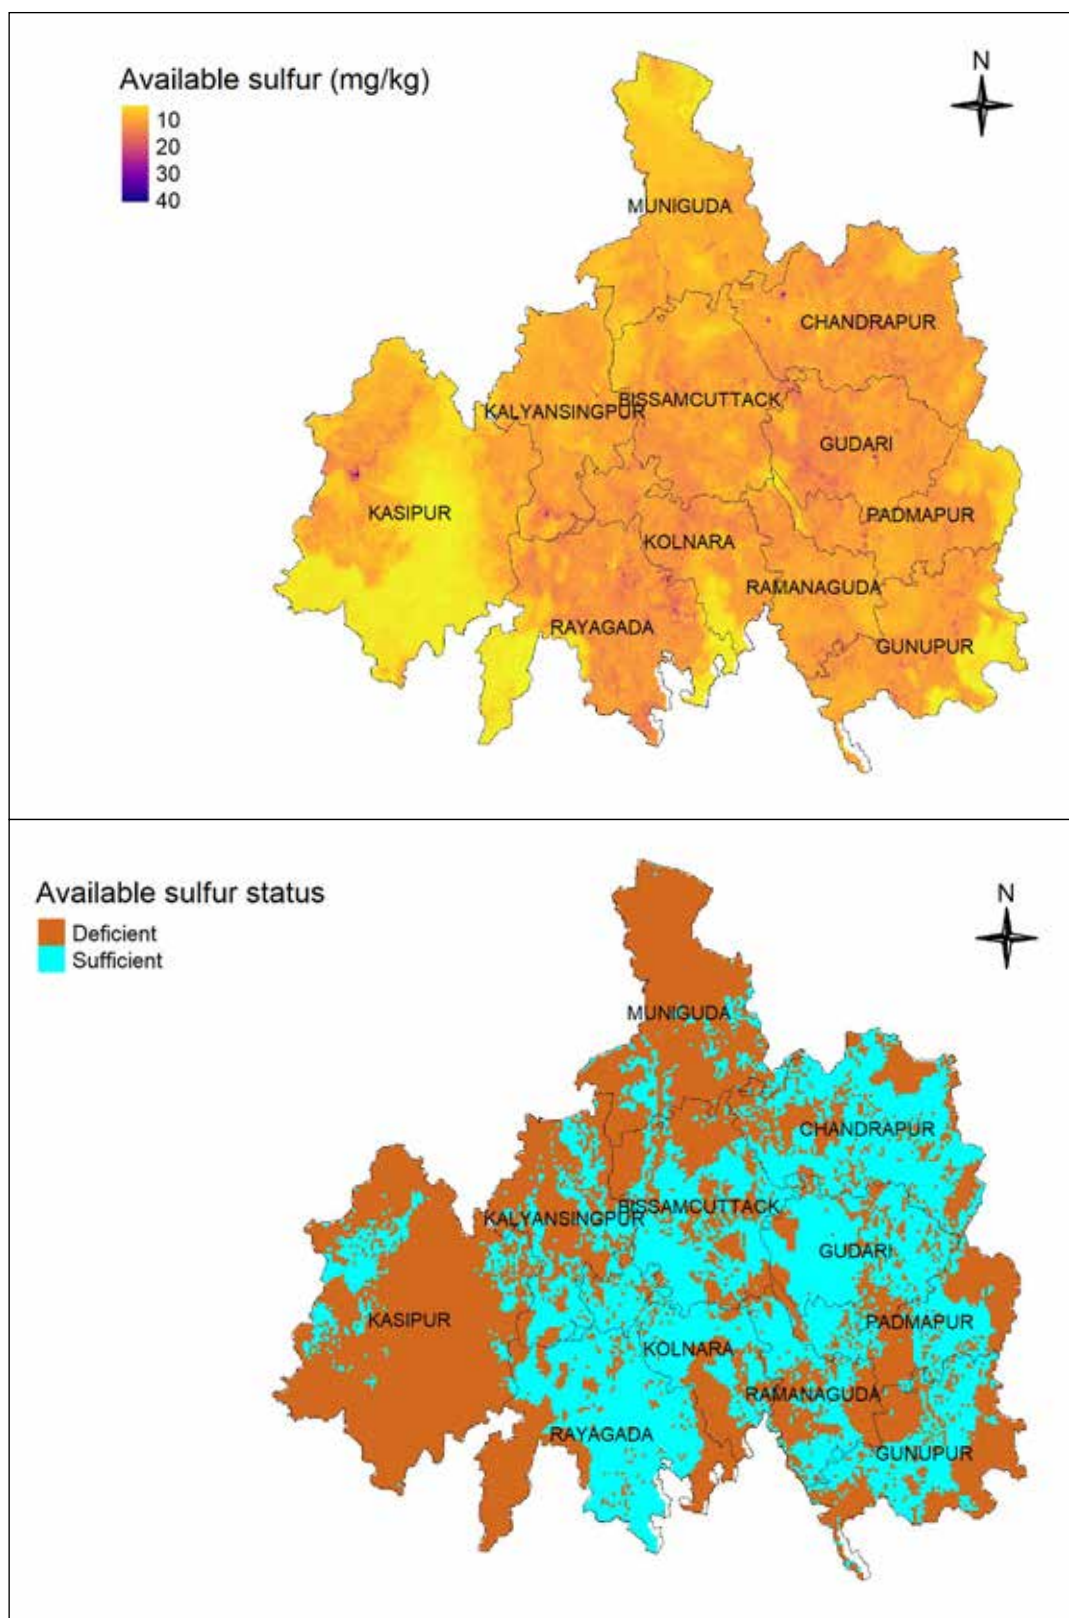 Available sulfur (mg/kg)
10
20
30
40
N
MUNIGUDA
CHANDRAPUR
BISSAMCUTTACK
KALYANSINGPUR
GUDARI
KASIPUR
PADMAPUR
KOLNARA
RAMANAGUDA
RAYAGADA
GUNUPUR
Available sulfur status
Deficient
Sufficient
N
MUNIGUDA
CHANDRAPUR
BISSAMCUTTACK
KALYANSINGPUR
GUDARI
KASIPUR
PADMAPUR
KOLNARA
RAMANAGUDA
RAYAGADA
GUNUPUR